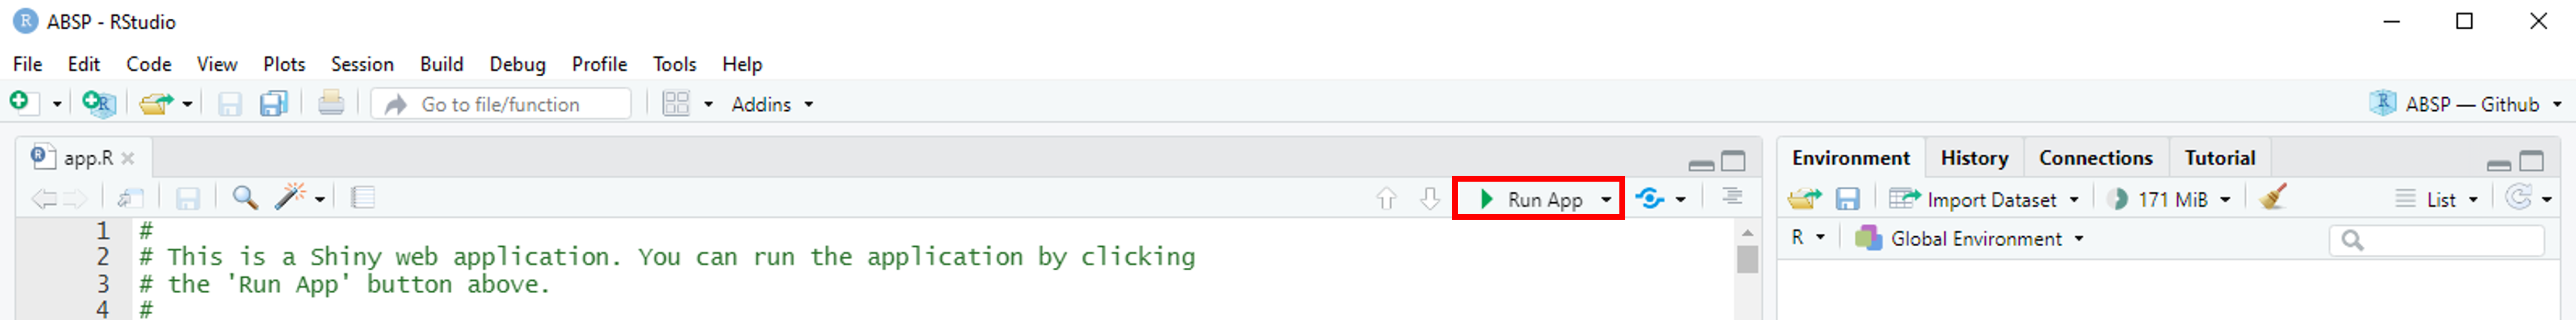 ABSP - RStudio
File Edit Code View Plots Session Build Debug Profile Tools Help
Go to file/function Addins ABSP — Github
app.R
Run App
1 #
2 # This is a Shiny web application. You can run the application by clicking
3 # the 'Run App' button above.
4 #
Environment History Connections Tutorial
Import Dataset 171 MiB List
R Global Environment